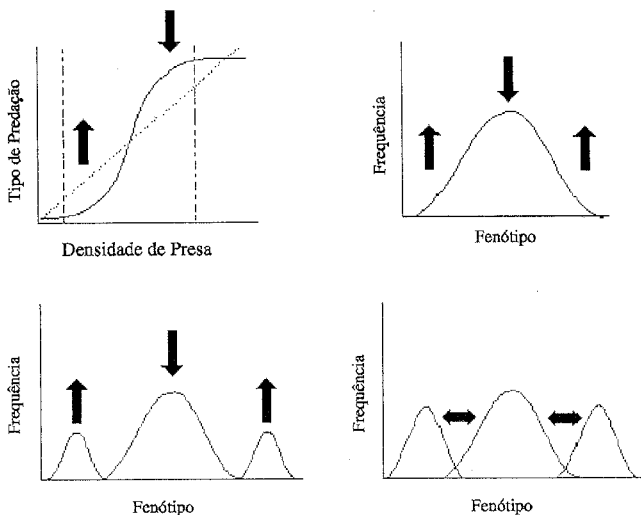 Tipo de Predação
Densidade de Presa
Frequência
Fenótipo
Frequência
Fenótipo
Frequência
Fenótipo